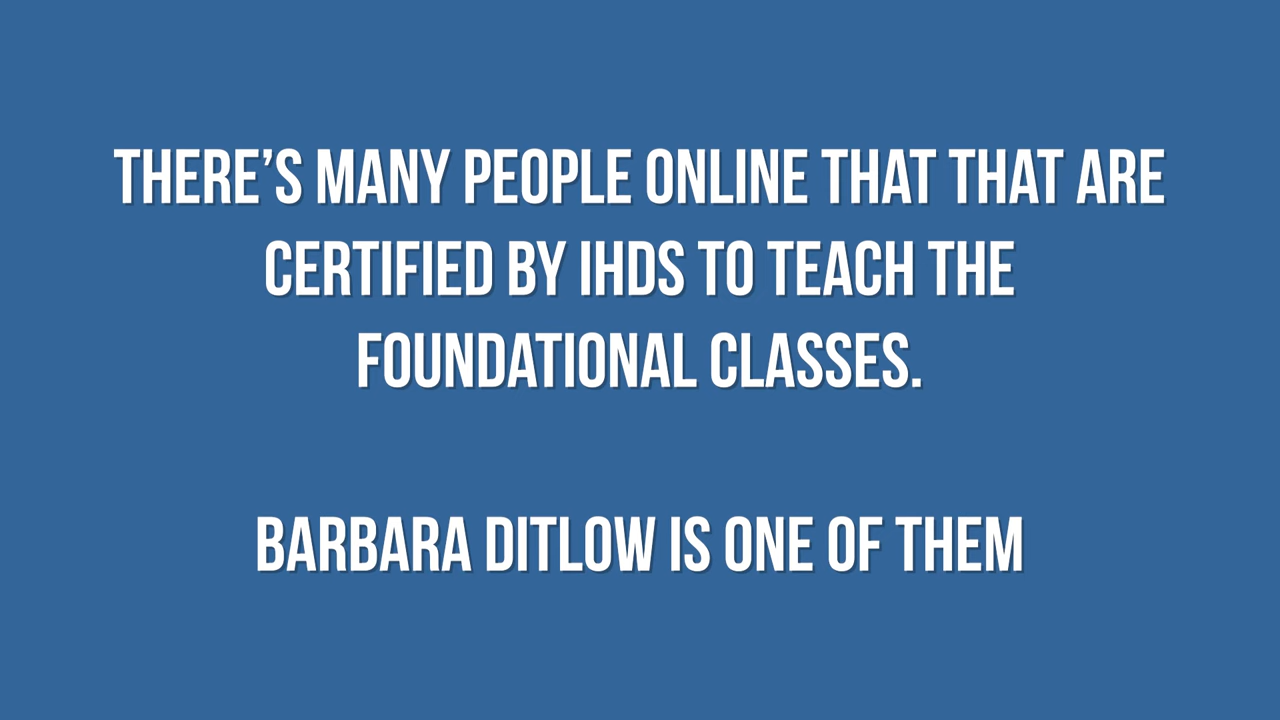 THERE’S MANY PEOPLE ONLINE THAT THAT ARE
CERTIFIED BY IHDS TO TEACH THE
FOUNDATIONAL CLASSES.
BARBARA DITLOW IS ONE OF THEM